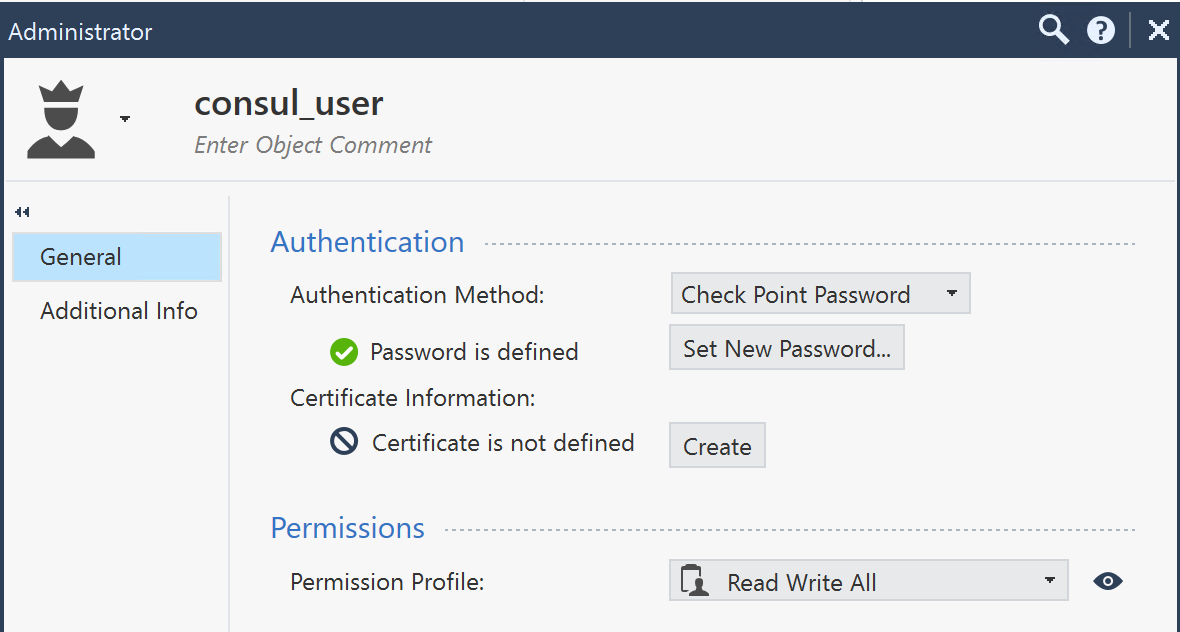 Administrator
consul_user
Enter Object Comment
General
Additional Info
Authentication
Authentication Method: Check Point Password
Password is defined Set New Password...
Certificate Information:
Certificate is not defined Create
Permissions
Permission Profile: Read Write All